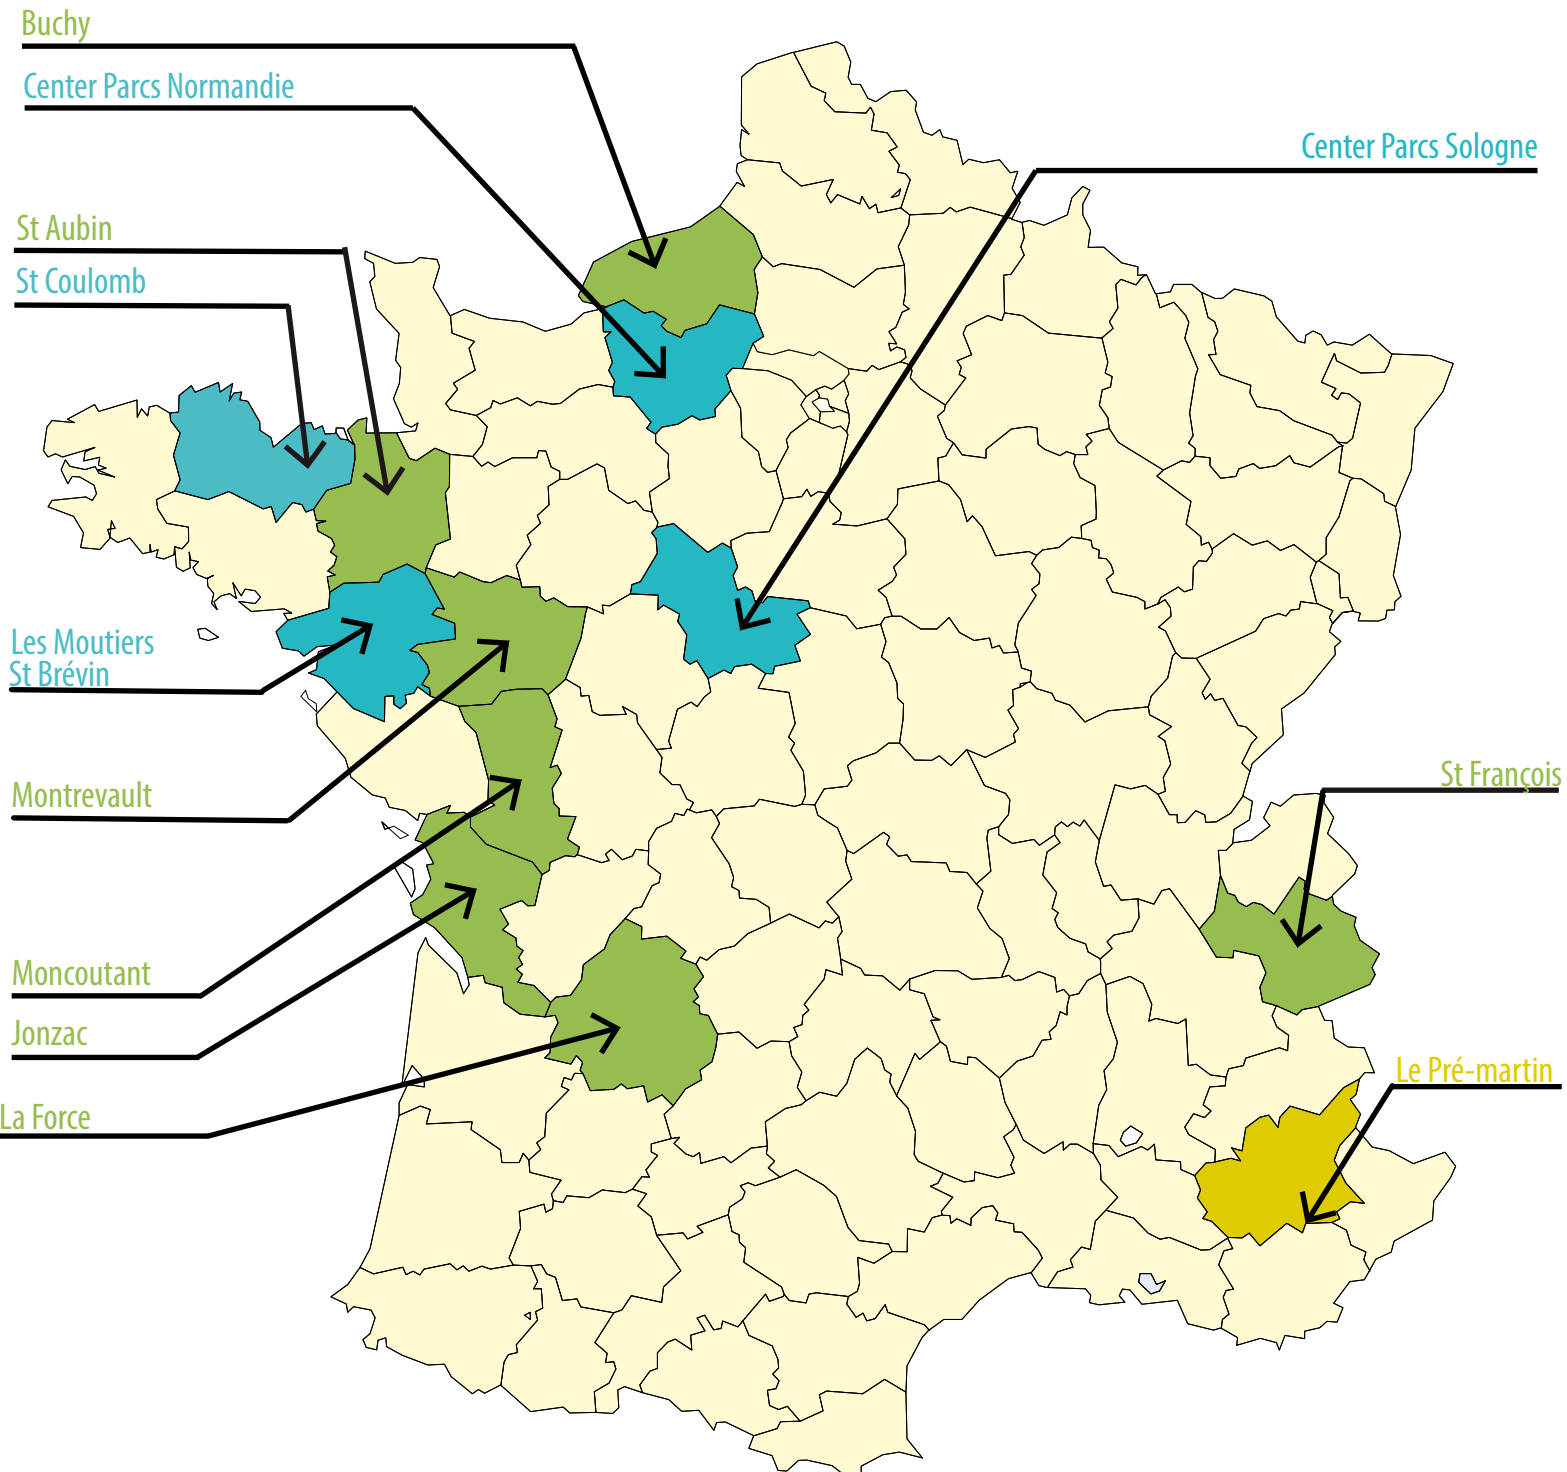 Buchy
Center Parcs Normandie
Center Parcs Sologne
St Aubin
St Coulomb
Les Moutiers
St Brévin
Montrevault
St François
Moncoutant
Jonzac
Le Pré-martin
La Force